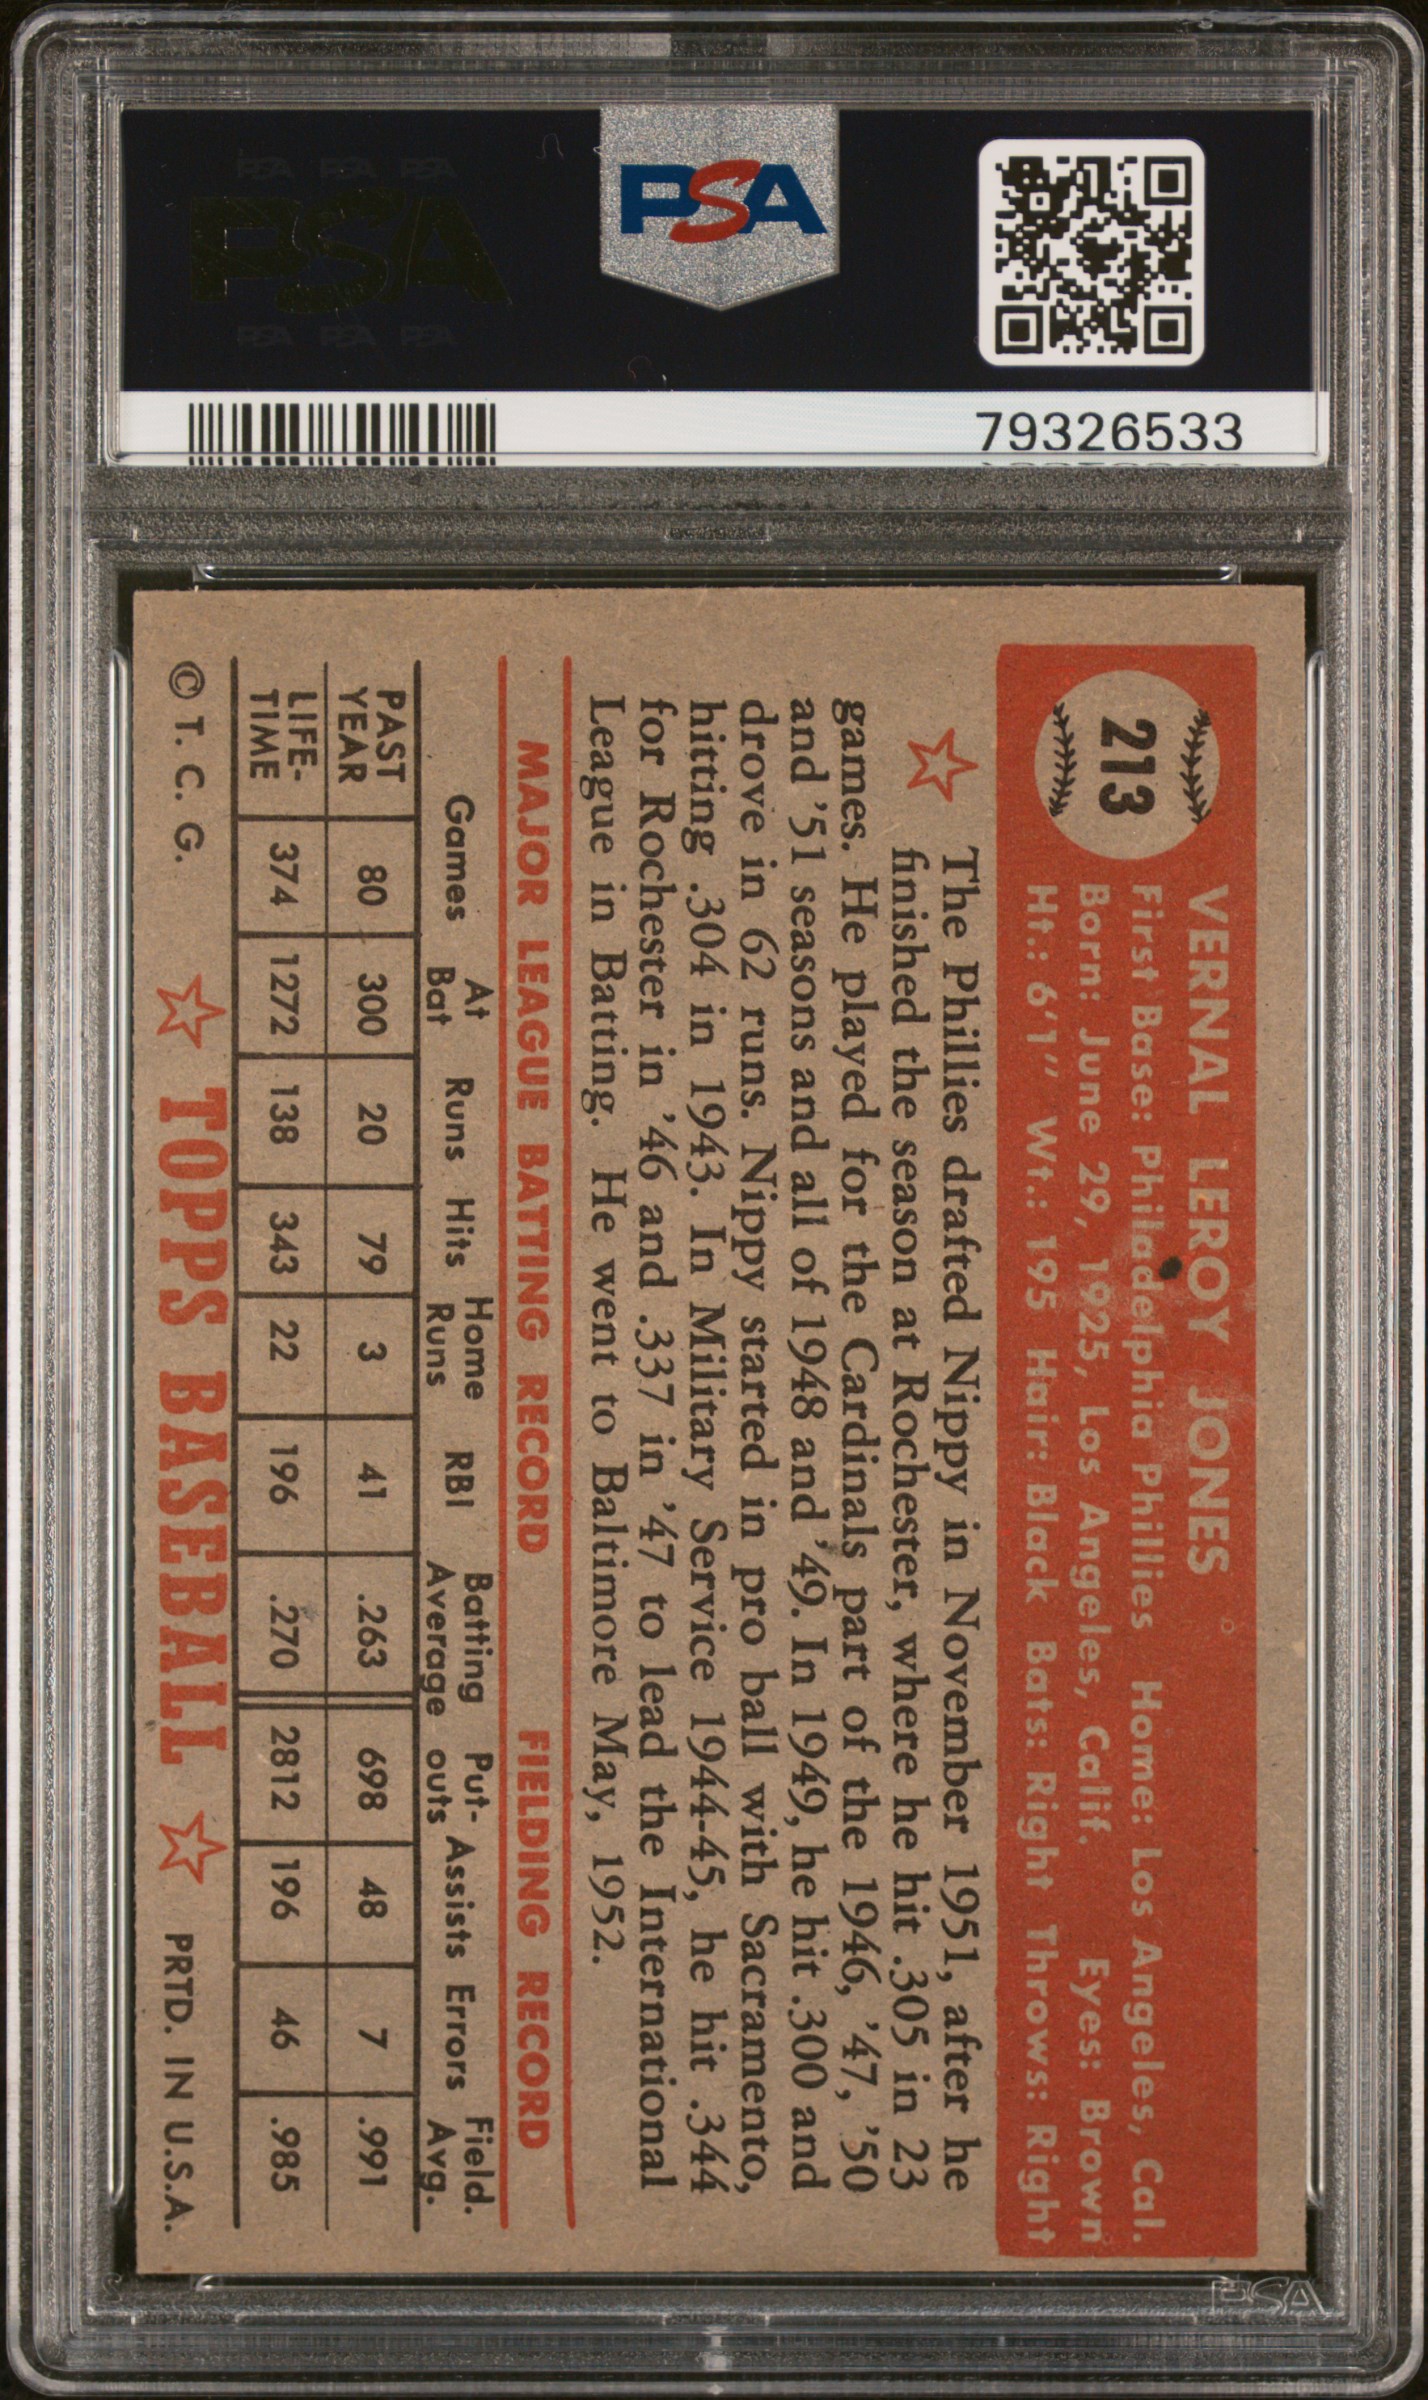 PSA PSA PSA
PSA
PSA PSA PSA
PSA
79326533
213
VERNAL LEROY JONES
First Base: Philadelphia Phillies Home: Los Angeles, Cal.
Born: June 29, 1925, Los Angeles, Calif. Eyes: Brown
Ht.: 6'1" Wt.: 195 Hair: Black Bats: Right Throws: Right
The Phillies drafted Nippy in November 1951, after he
finished the season at Rochester, where he hit .305 in 23
games. He played for the Cardinals part of the 1946, '47, '50
and '51 seasons and all of 1948 and '49. In 1949, he hit .300 and
drove in 62 runs. Nippy started in pro ball with Sacramento,
hitting .304 in 1943. In Military Service 1944-45, he hit .344
for Rochester in '46 and .337 in '47 to lead the International
League in Batting. He went to Baltimore May, 1952.
MAJOR LEAGUE BATTING RECORD FIELDING RECORD
Games At Bat Runs Hits Home Runs RBI Batting Average Put-outs Assists Errors Field. Avg.
PAST YEAR 80 300 20 79 3 41 .263 698 48 7 .991
LIFE-TIME 374 1272 138 343 22 196 .270 2812 196 46 .985
© T. C. G. TOPPS BASEBALL PRTD. IN U.S.A.
PSA